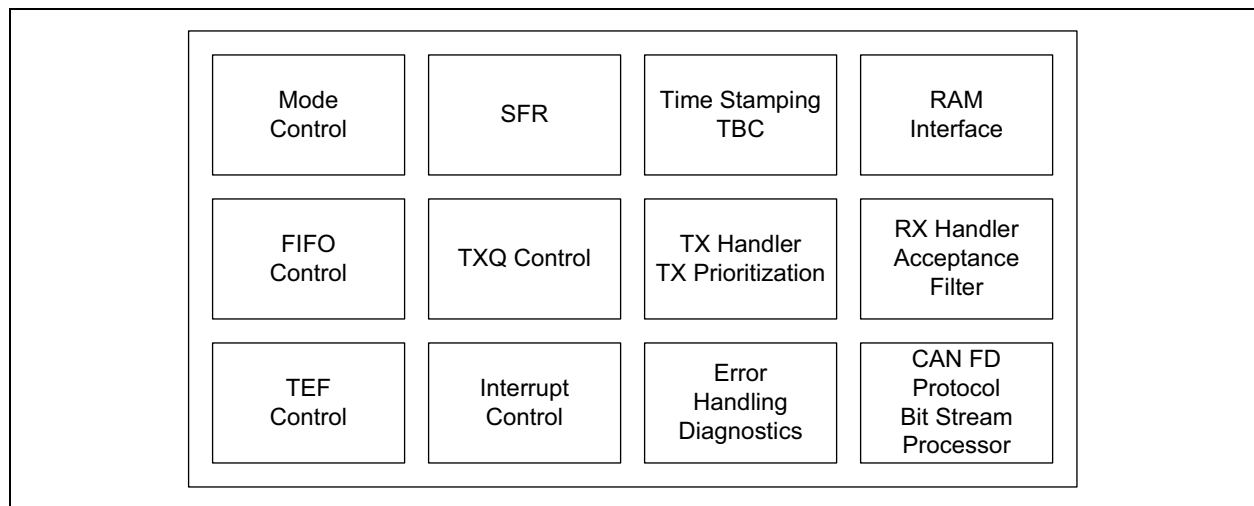 Mode
Control
SFR
Time Stamping
TBC
RAM
Interface
FIFO
Control
TXQ Control
TX Handler
TX Prioritization
RX Handler
Acceptance
Filter
TEF
Control
Interrupt
Control
Error
Handling
Diagnostics
CAN FD
Protocol
Bit Stream
Processor